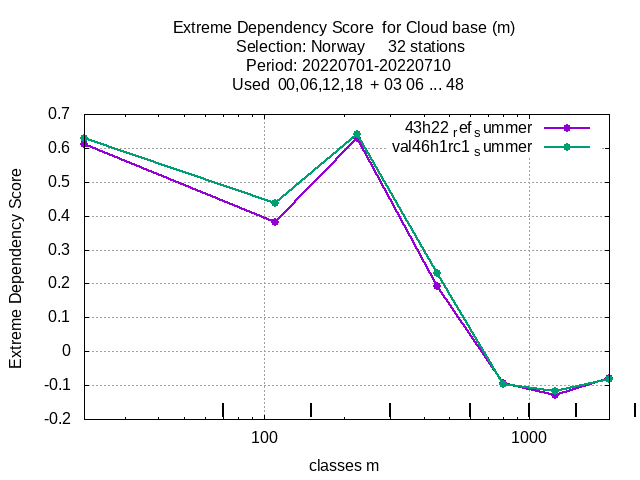 Extreme Dependency Score  for Cloud base (m)
Selection: Norway     32 stations
Period: 20220701-20220710
Used  00,06,12,18  + 03 06 ... 48
43h22_ref_summer
val46h1rc1_summer
Extreme Dependency Score
0.7
0.6
0.5
0.4
0.3
0.2
0.1
0
-0.1
-0.2
100
1000
classes m